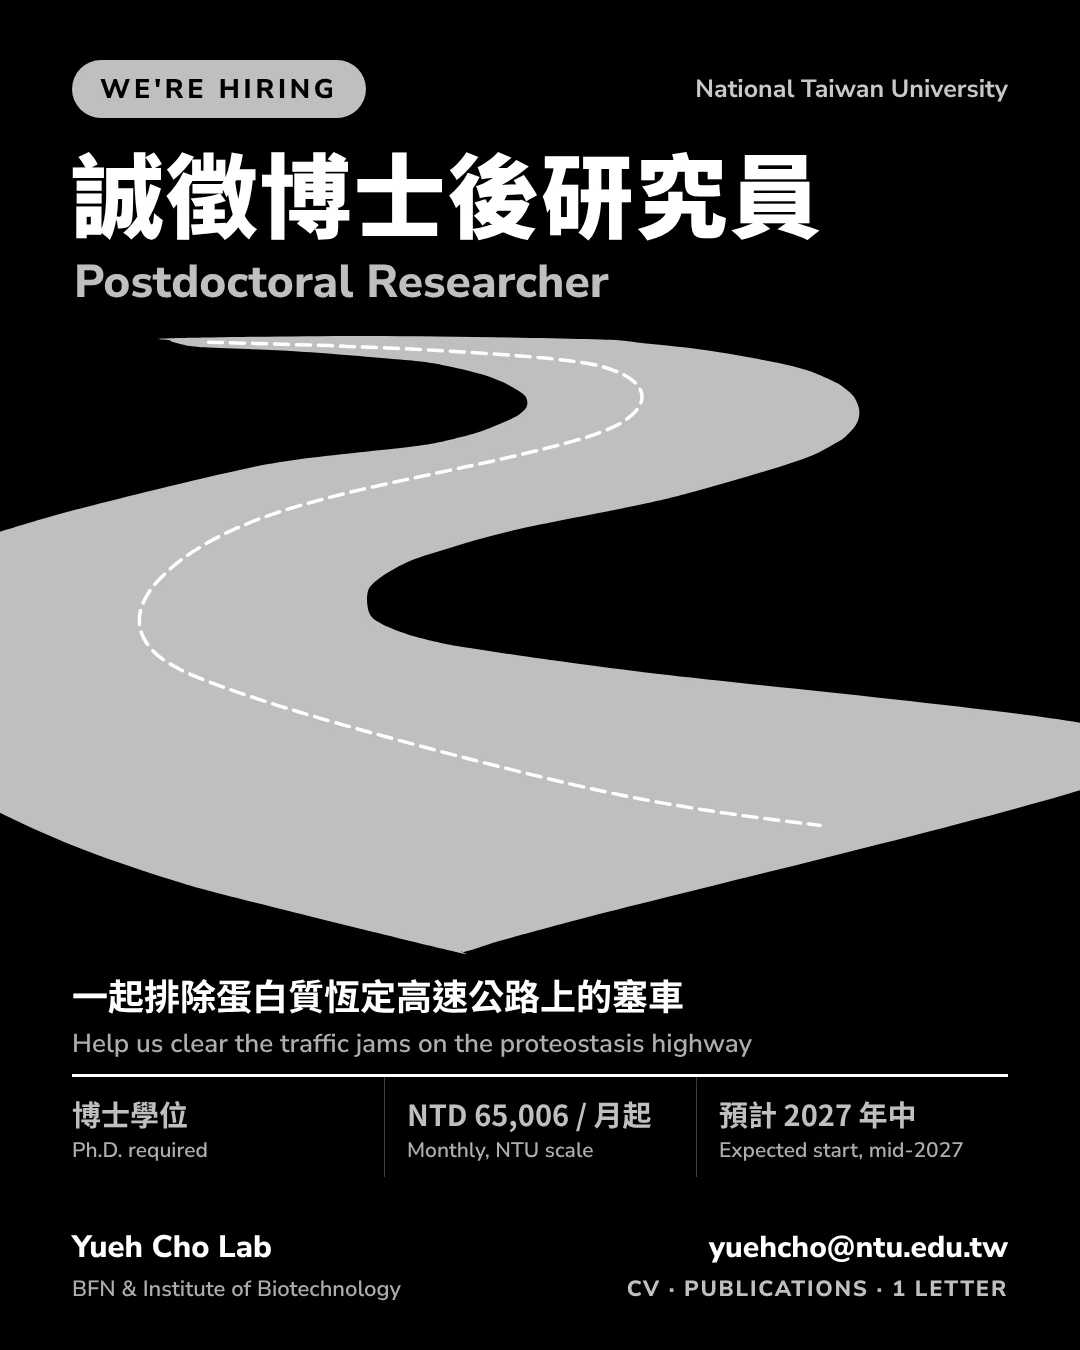 WE'RE HIRING
National Taiwan University
誠徵博士後研究員
Postdoctoral Researcher
一起排除蛋白質恆定高速公路上的塞車
Help us clear the traffic jams on the proteostasis highway
博士學位
Ph.D. required
NTD 65,006 / 月起
Monthly, NTU scale
預計 2027 年中
Expected start, mid-2027
Yueh Cho Lab
BFN & Institute of Biotechnology
yuehcho@ntu.edu.tw
CV · PUBLICATIONS · 1 LETTER